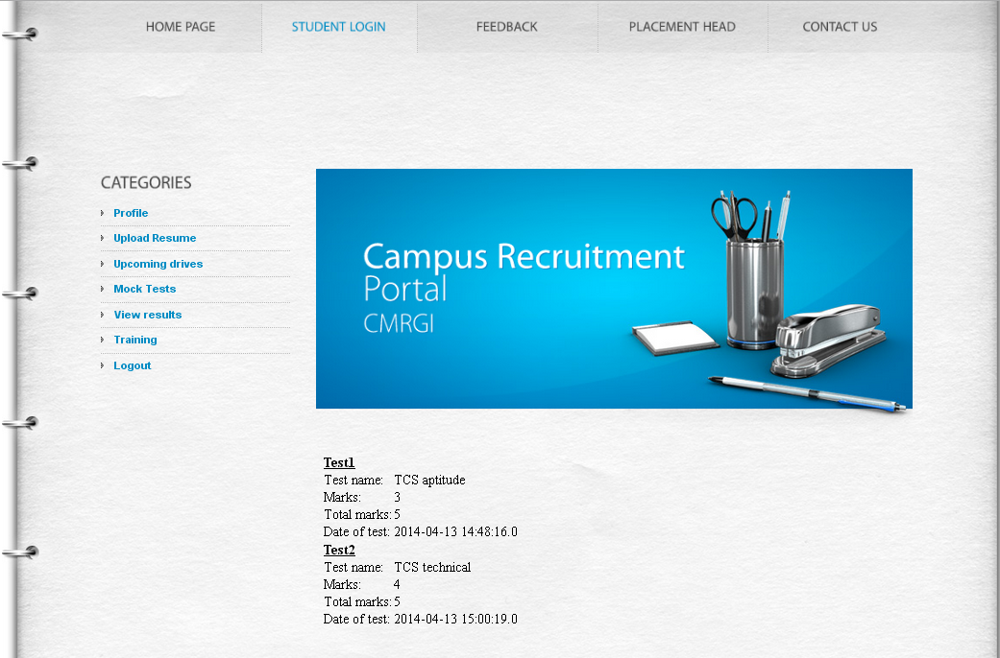 HOME PAGE
STUDENT LOGIN
FEEDBACK
PLACEMENT HEAD
CONTACT US
CATEGORIES
Profile
Upload Resume
Upcoming drives
Mock Tests
View results
Training
Logout
Campus Recruitment
Portal
CMRGI
Test1
Test name: TCS aptitude
Marks: 3
Total marks: 5
Date of test: 2014-04-13 14:48:16.0
Test2
Test name: TCS technical
Marks: 4
Total marks: 5
Date of test: 2014-04-13 15:00:19.0